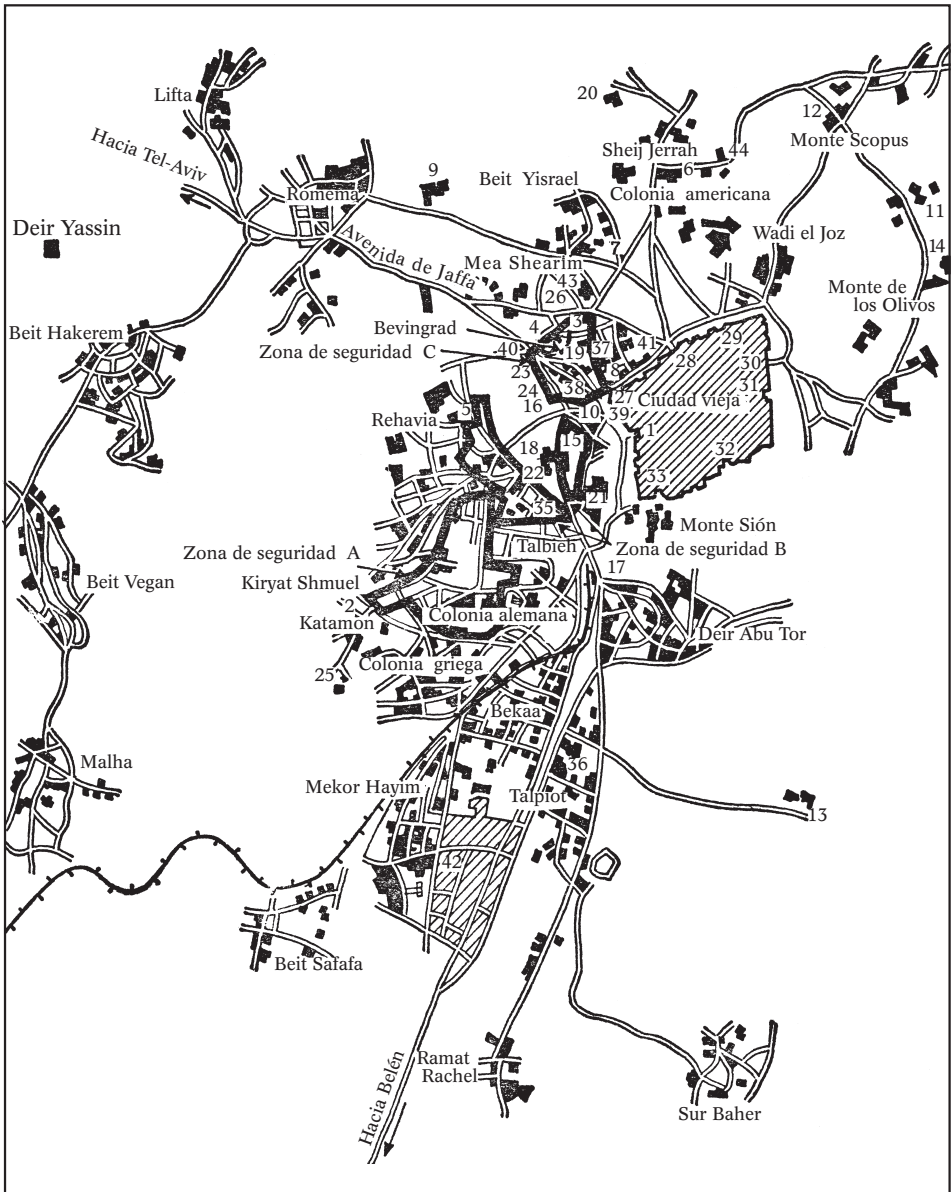 Lifta
20
12
Hacia Tel-Aviv
Sheij Jerrah
44
Monte Scopus
6
9
Beit Yisrael
Colonia americana
Romema
11
Deir Yassin
7
Wadi el Joz
14
Avenida de Jaffa
Mea Shearim
43
Monte de
los Olivos
26
Bevingrad
4
3
Beit Hakerem
Zona de seguridad C
40
19
37
41
29
28
30
23
8
31
24
38
27
Ciudad vieja
16
10
39
5
Rehavia
1
15
18
32
22
33
21
35
Monte Sión
Talbieh
Zona de seguridad A
Zona de seguridad B
17
Beit Vegan
Kiryat Shmuel
2
Colonia alemana
Katamon
Deir Abu Tor
Colonia griega
25
Bekaa
Malha
36
Mekor Hayim
Talpiot
13
42
Beit Safafa
Ramat
Rachel
Hacia Belén
Sur Baher